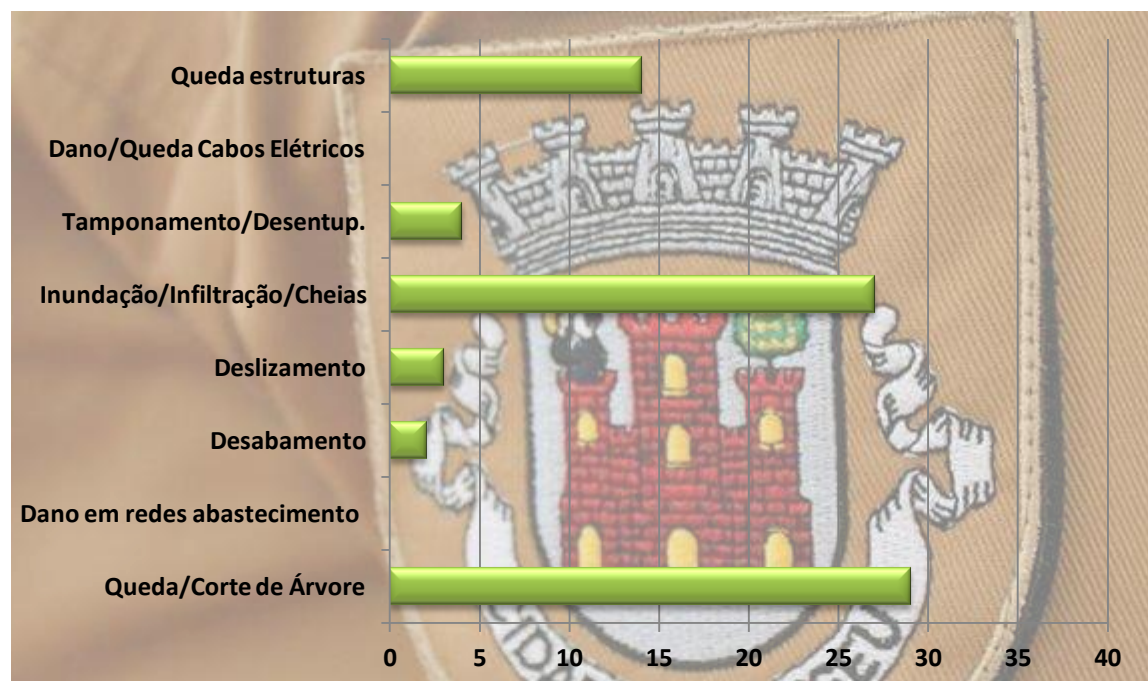 Queda estruturas
Dano/Queda Cabos Elétricos
Tamponamento/Desentup.
Inundação/Infiltração/Cheias
Deslizamento
Desabamento
Dano em redes abastecimento
Queda/Corte de Árvore
0 5 10 15 20 25 30 35 40